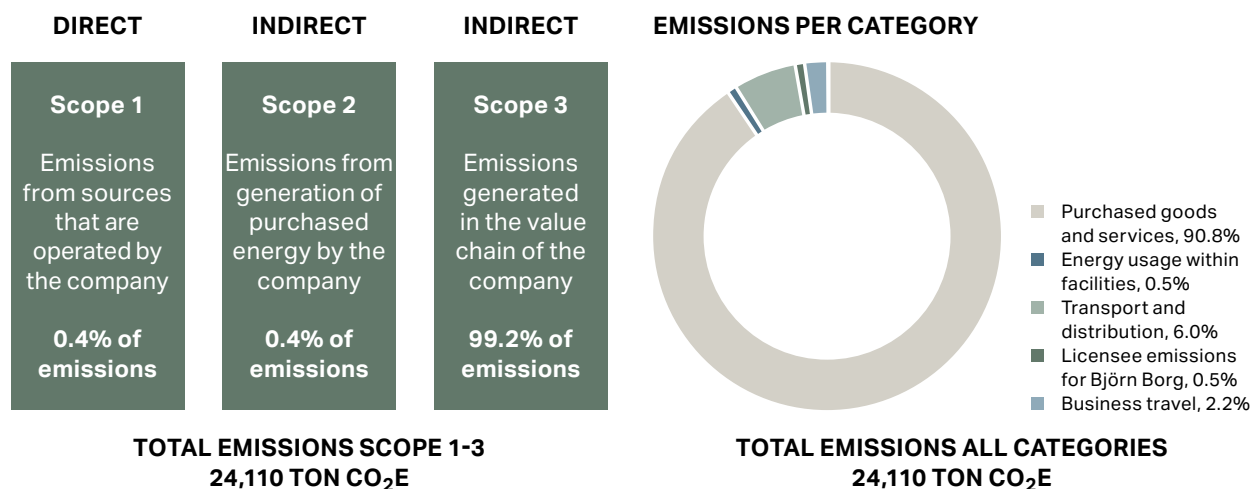 DIRECT
Scope 1
Emissions
from sources
that are
operated by
the company
0.4% of
emissions
INDIRECT
Scope 2
Emissions from
generation of
purchased
energy by the
company
0.4% of
emissions
INDIRECT
Scope 3
Emissions
generated
in the value
chain of the
company
99.2% of
emissions
TOTAL EMISSIONS SCOPE 1-3
24,110 TON CO₂E
EMISSIONS PER CATEGORY
Purchased goods
and services, 90.8%
Energy usage within
facilities, 0.5%
Transport and
distribution, 6.0%
Licensee emissions
for Björn Borg, 0.5%
Business travel, 2.2%
TOTAL EMISSIONS ALL CATEGORIES
24,110 TON CO₂E